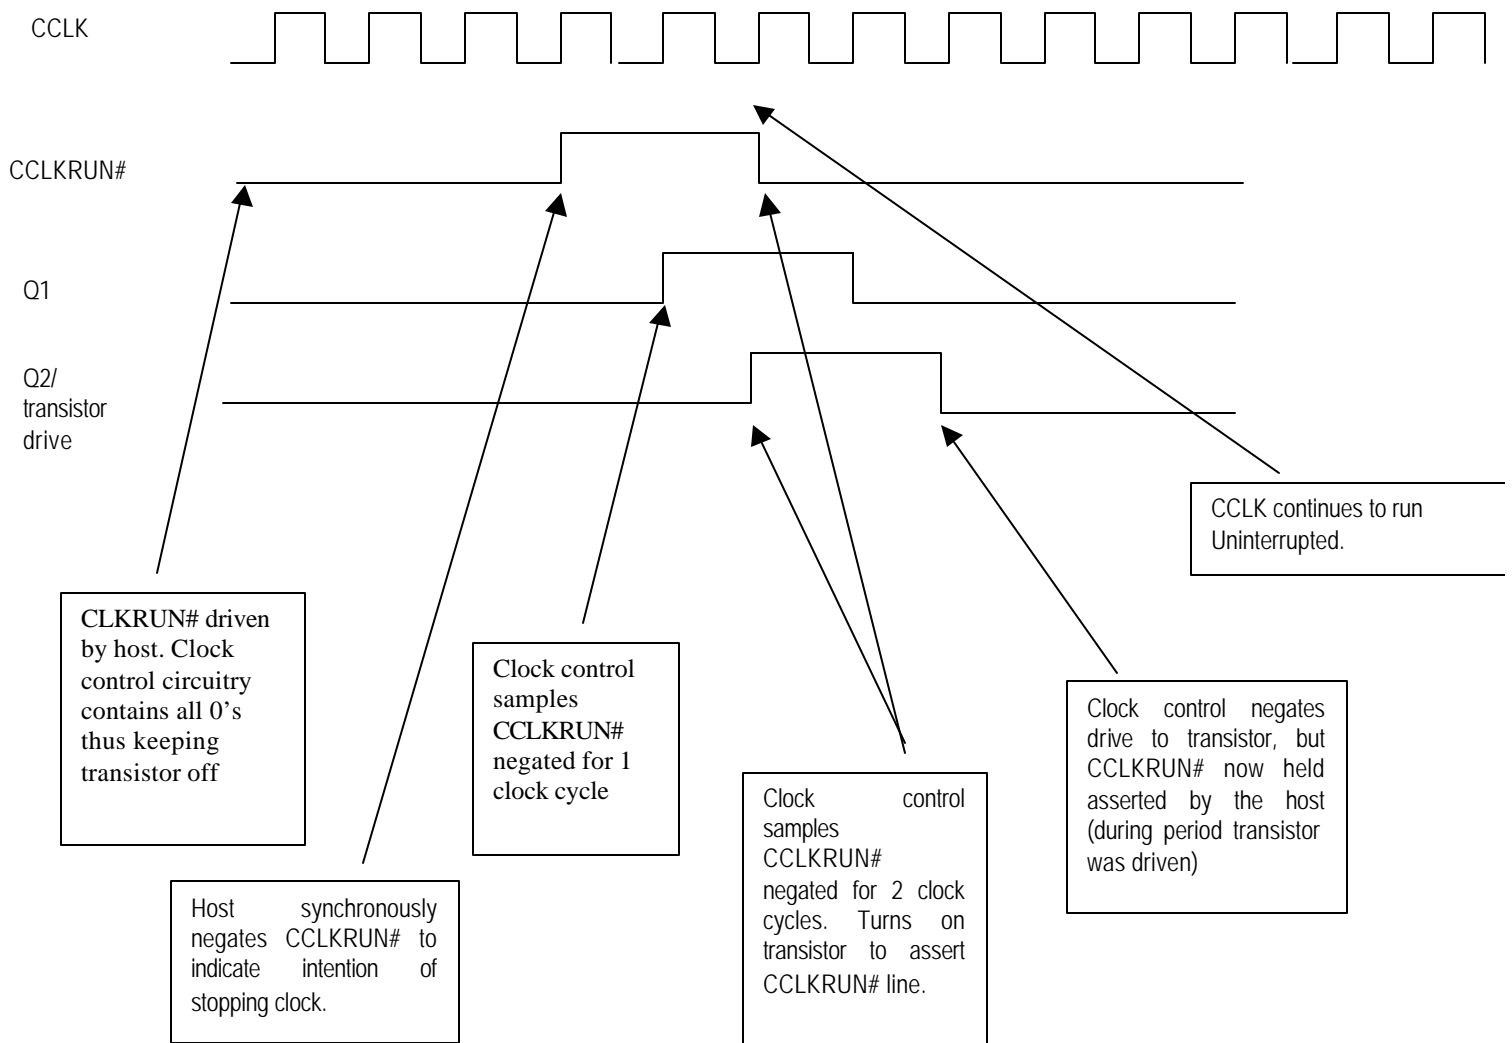 CCLK
CCLKRUN#
Q1
Q2/
transistor
drive
CCLK continues to run
Uninterrupted.
CLKRUN# driven
by host. Clock
control circuitry
contains all 0's
thus keeping
transistor off
Clock control
samples
CCLKRUN#
negated for 1
clock cycle
Clock control negates
drive to transistor, but
CCLKRUN# now held
asserted by the host
(during period transistor
was driven)
Clock control
samples
CCLKRUN#
negated for 2 clock
cycles. Turns on
transistor to assert
CCLKRUN# line.
Host synchronously
negates CCLKRUN# to
indicate intention of
stopping clock.